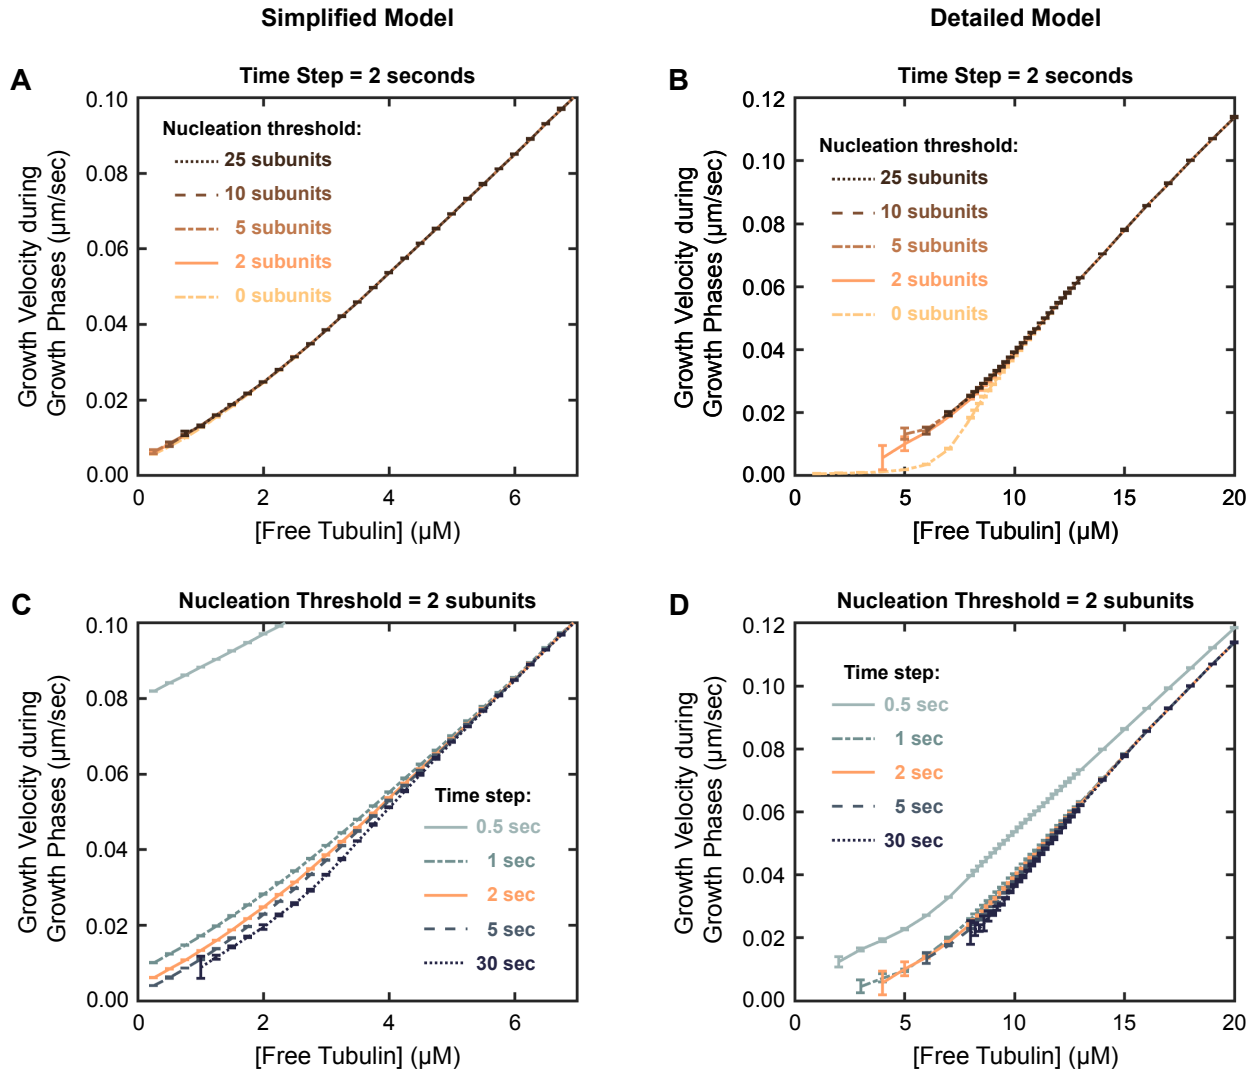 Simplified Model
Detailed Model
A
Time Step = 2 seconds
Growth Velocity during
Growth Phases (μm/sec)
0.10
0.08
0.06
0.04
0.02
0.00
Nucleation threshold:
25 subunits
10 subunits
5 subunits
2 subunits
0 subunits
0
2
4
6
[Free Tubulin] (μM)
B
Time Step = 2 seconds
Growth Velocity during
Growth Phases (μm/sec)
0.12
0.10
0.08
0.06
0.04
0.02
0.00
Nucleation threshold:
25 subunits
10 subunits
5 subunits
2 subunits
0 subunits
0
5
10
15
20
[Free Tubulin] (μM)
C
Nucleation Threshold = 2 subunits
Growth Velocity during
Growth Phases (μm/sec)
0.10
0.08
0.06
0.04
0.02
0.00
Time step:
0.5 sec
1 sec
2 sec
5 sec
30 sec
0
2
4
6
[Free Tubulin] (μM)
D
Nucleation Threshold = 2 subunits
Growth Velocity during
Growth Phases (μm/sec)
0.12
0.10
0.08
0.06
0.04
0.02
0.00
Time step:
0.5 sec
1 sec
2 sec
5 sec
30 sec
0
5
10
15
20
[Free Tubulin] (μM)